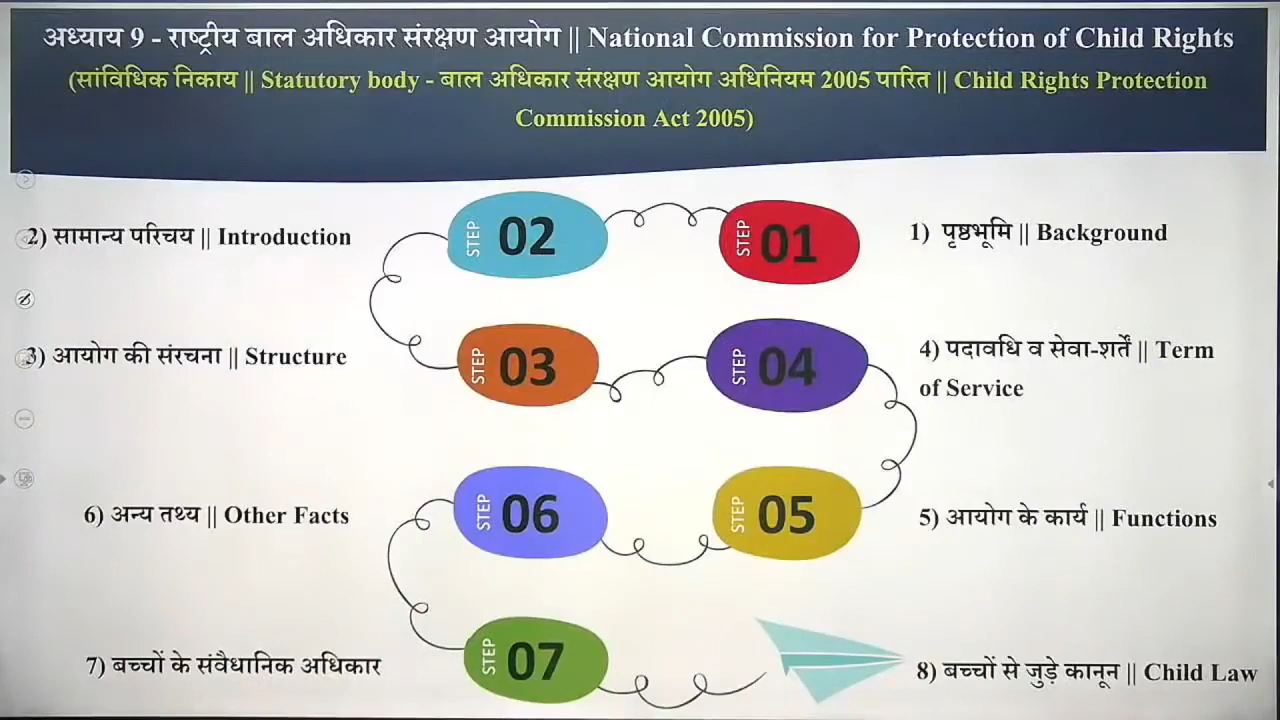 अध्याय 9 - राष्ट्रीय बाल अधिकार संरक्षण आयोग || National Commission for Protection of Child Rights
(सांविधिक निकाय || Statutory body - बाल अधिकार संरक्षण आयोग अधिनियम 2005 पारित || Child Rights Protection
Commission Act 2005)
2) सामान्य परिचय || Introduction
STEP 02
STEP 01
1) पृष्ठभूमि || Background
3) आयोग की संरचना || Structure
STEP 03
STEP 04
4) पदावधि व सेवा-शर्तें || Term
of Service
6) अन्य तथ्य || Other Facts
STEP 06
STEP 05
5) आयोग के कार्य || Functions
7) बच्चों के संवैधानिक अधिकार
STEP 07
8) बच्चों से जुड़े कानून || Child Law